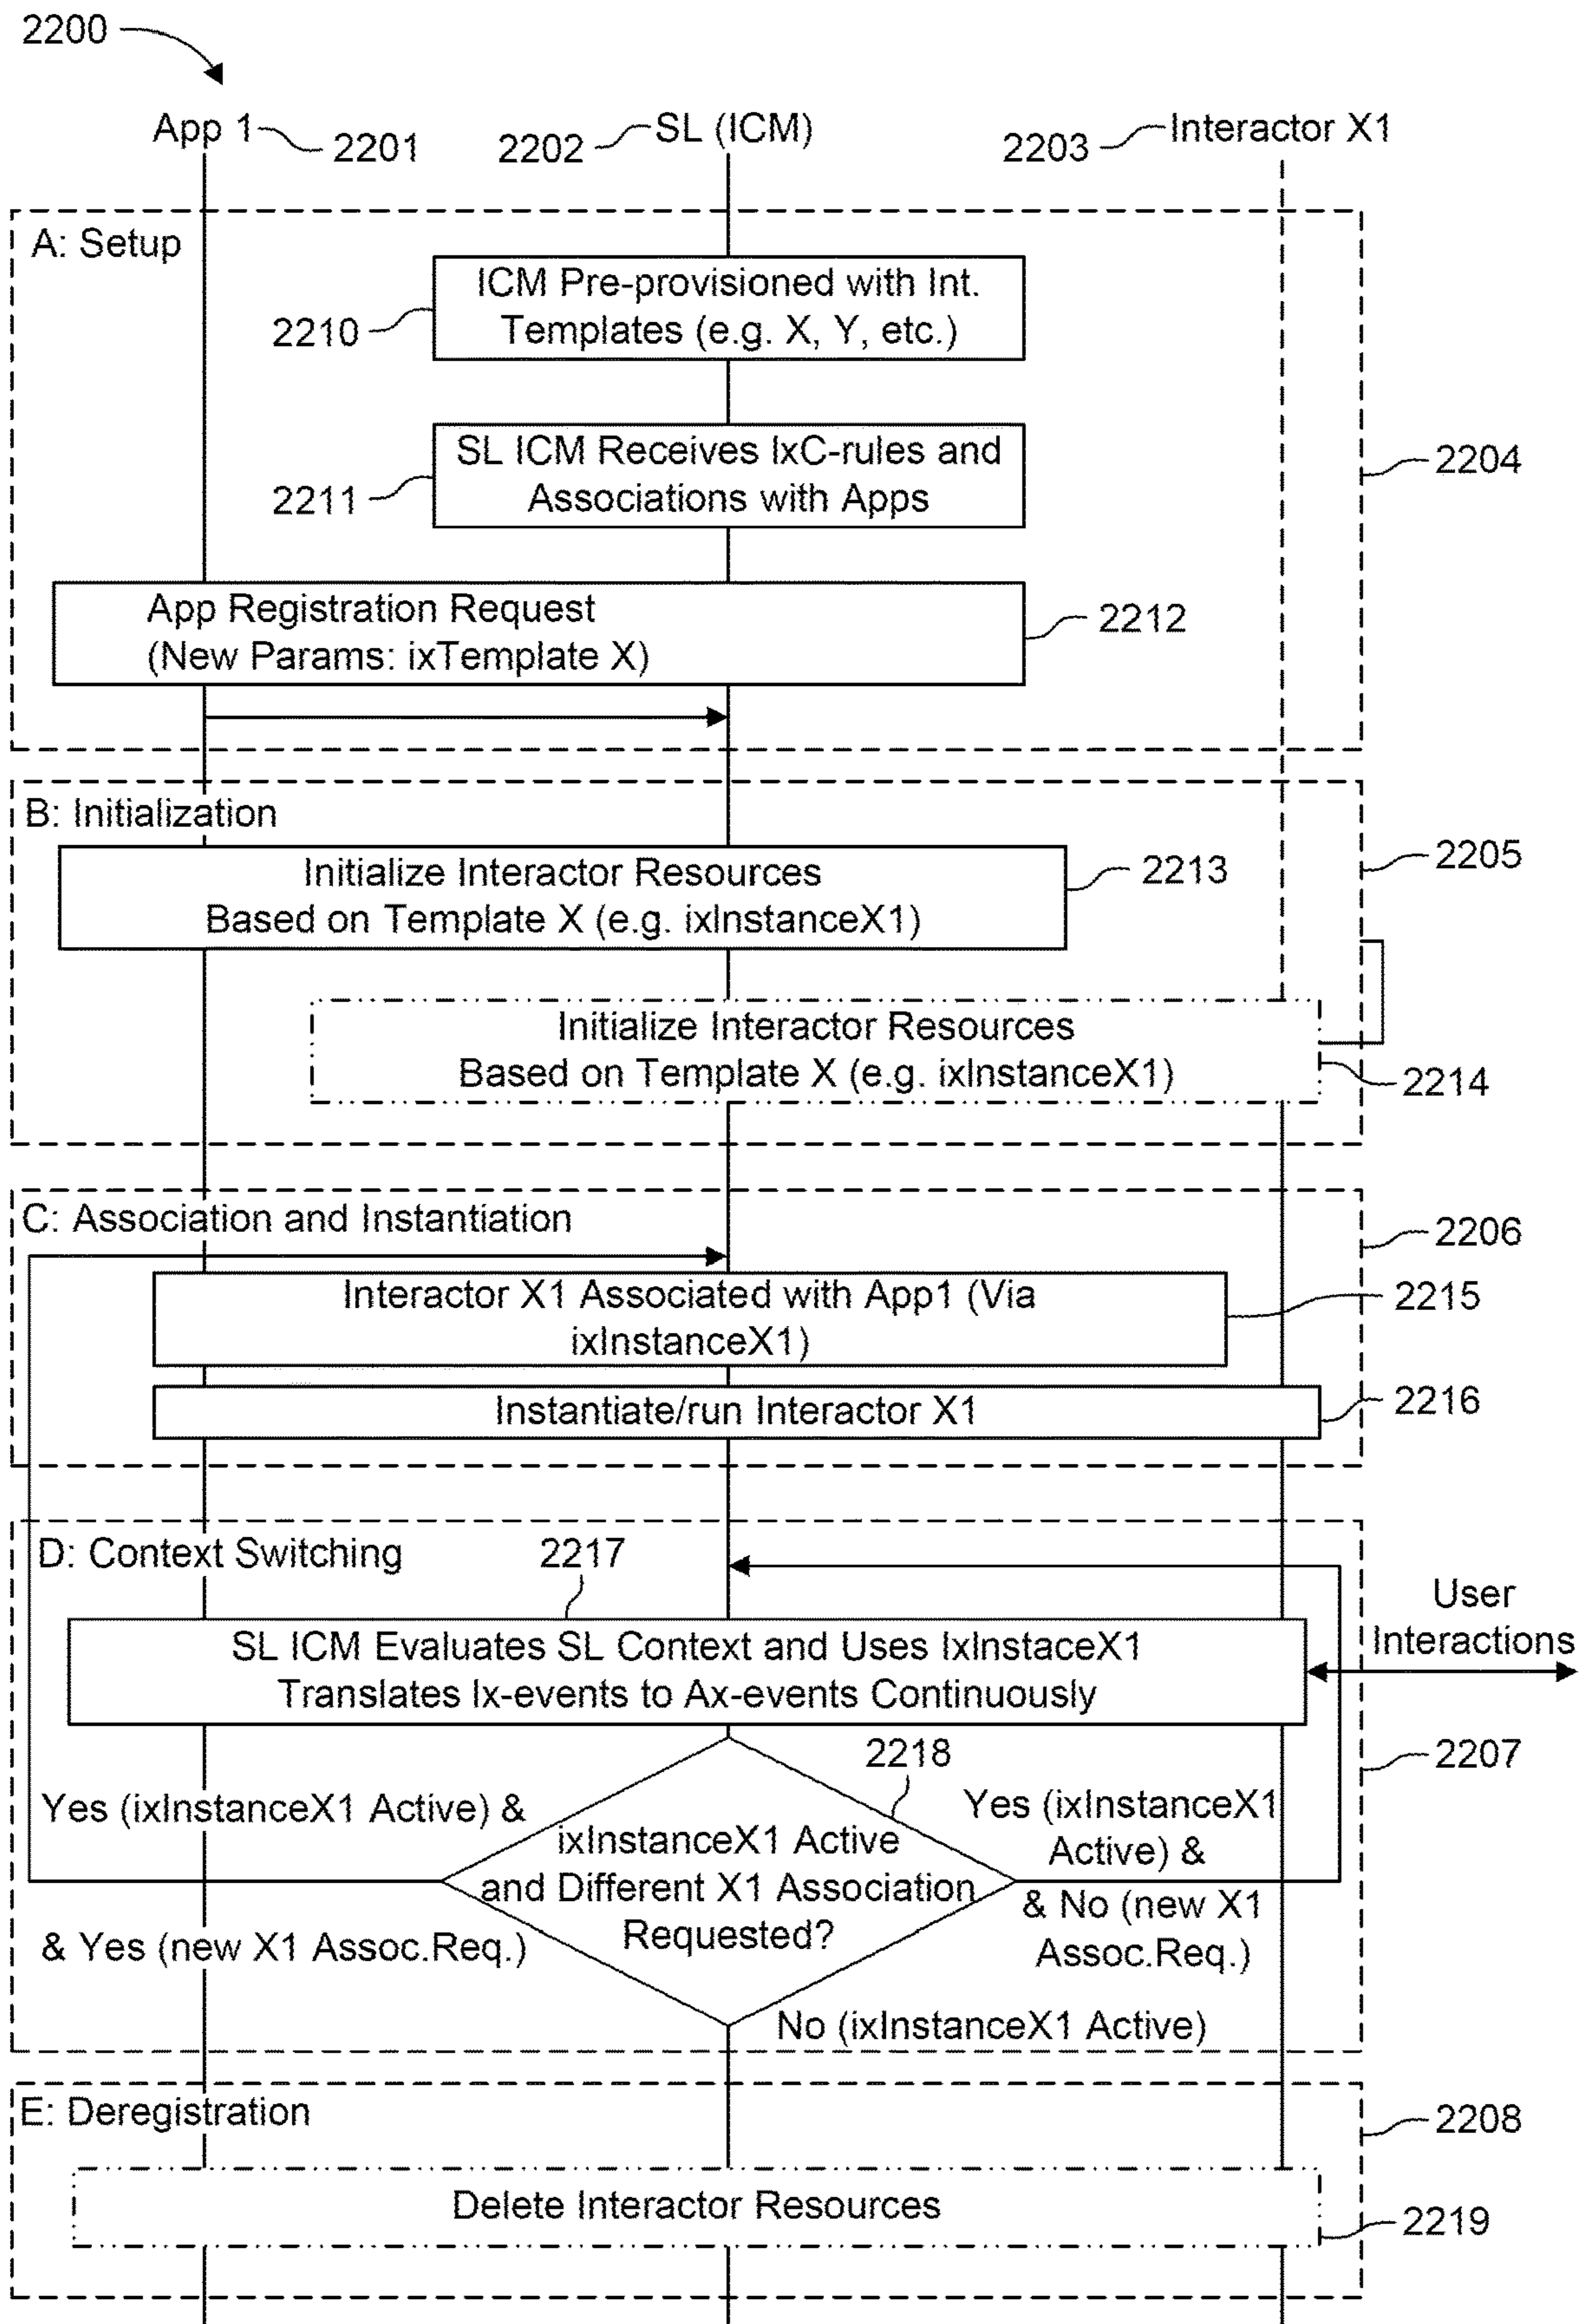 2200
App 1
2201
2202
SL (ICM)
2203
Interactor X1
A: Setup
ICM Pre-provisioned with Int.
Templates (e.g. X, Y, etc.)
2210
SL ICM Receives IxC-rules and
Associations with Apps
2211
2204
App Registration Request
(New Params: ixTemplate X)
2212
B: Initialization
2205
Initialize Interactor Resources
Based on Template X (e.g. ixInstanceX1)
2213
Initialize Interactor Resources
Based on Template X (e.g. ixInstanceX1)
2214
C: Association and Instantiation
2206
Interactor X1 Associated with App1 (Via
ixInstanceX1)
2215
Instantiate/run Interactor X1
2216
D: Context Switching
2217
User
Interactions
SL ICM Evaluates SL Context and Uses IxInstaceX1
Translates Ix-events to Ax-events Continuously
2218
2207
Yes (ixInstanceX1 Active) &
& Yes (new X1 Assoc.Req.)
ixInstanceX1 Active
and Different X1 Association
Requested?
Yes (ixInstanceX1
Active) &
& No (new X1
Assoc.Req.)
No (ixInstanceX1 Active)
E: Deregistration
2208
Delete Interactor Resources
2219